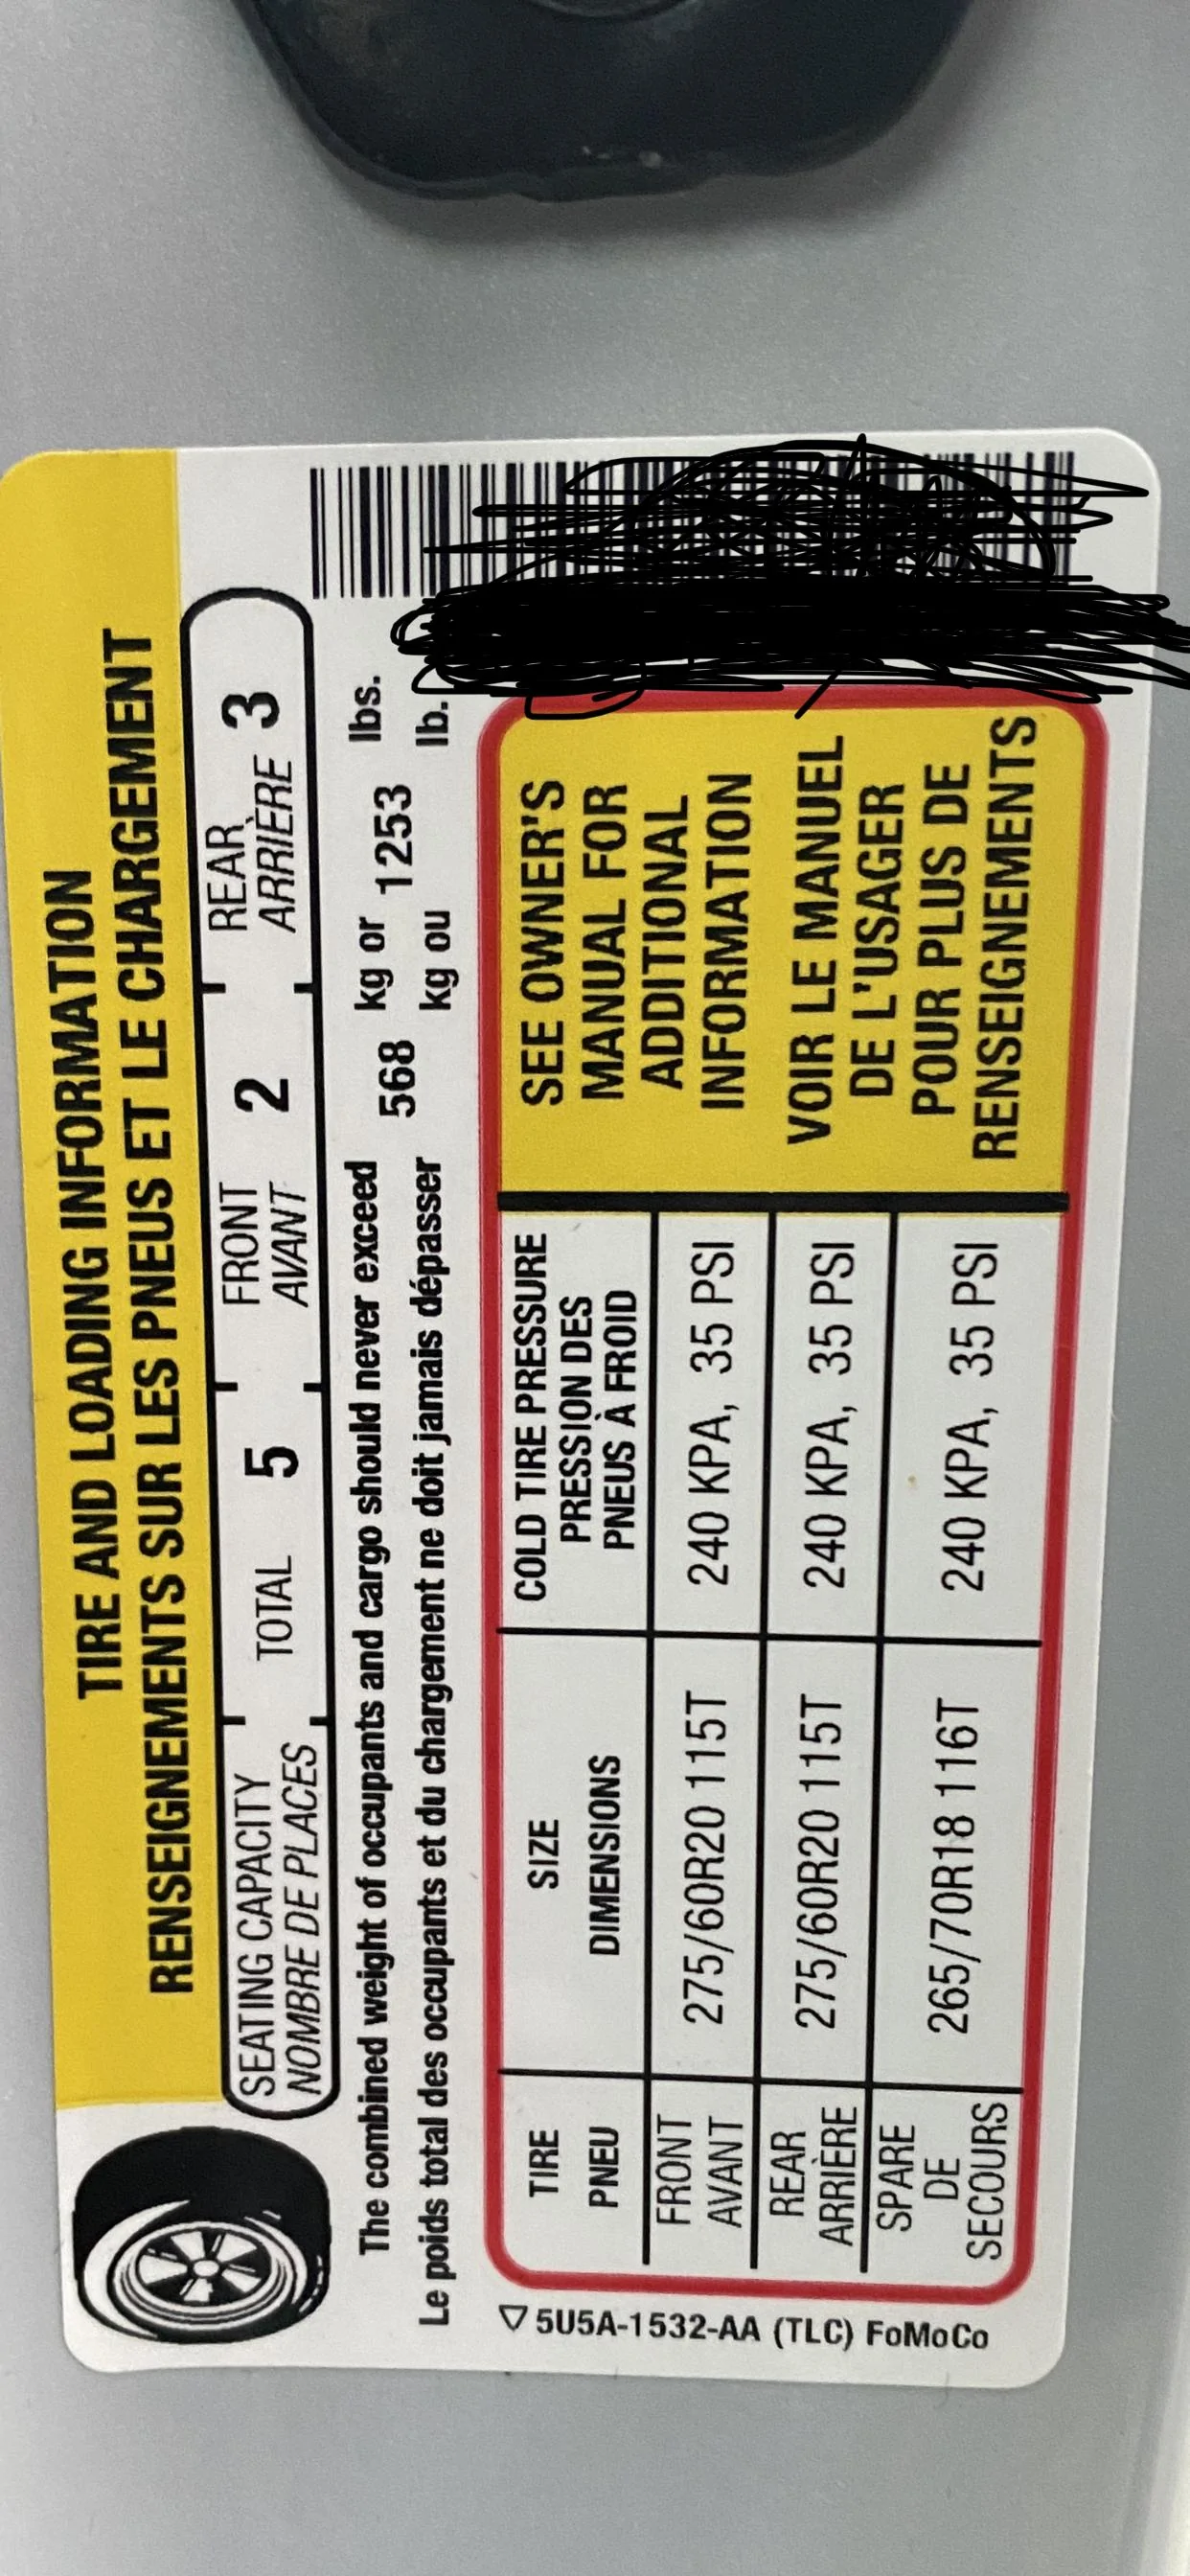 TIRE AND LOADING INFORMATION
RENSEIGNEMENTS SUR LES PNEUS ET LE CHARGEMENT
SEATING CAPACITY
NOMBRE DE PLACES
TOTAL 5
FRONT
AVANT
2
REAR
ARRIÈRE
3
The combined weight of occupants and cargo should never exceed 568 kg or 1253 lbs.
Le poids total des occupants et du chargement ne doit jamais dépasser kg ou lb.
TIRE
PNEU
SIZE
DIMENSIONS
COLD TIRE PRESSURE
PRESSION DES
PNEUS À FROID
FRONT
AVANT
275/60R20 115T
240 KPA, 35 PSI
REAR
ARRIÈRE
275/60R20 115T
240 KPA, 35 PSI
SPARE
DE
SECOURS
265/70R18 116T
240 KPA, 35 PSI
SEE OWNER'S
MANUAL FOR
ADDITIONAL
INFORMATION
VOIR LE MANUEL
DE L'USAGER
POUR PLUS DE
RENSEIGNEMENTS
5U5A-1532-AA (TLC) FoMoCo